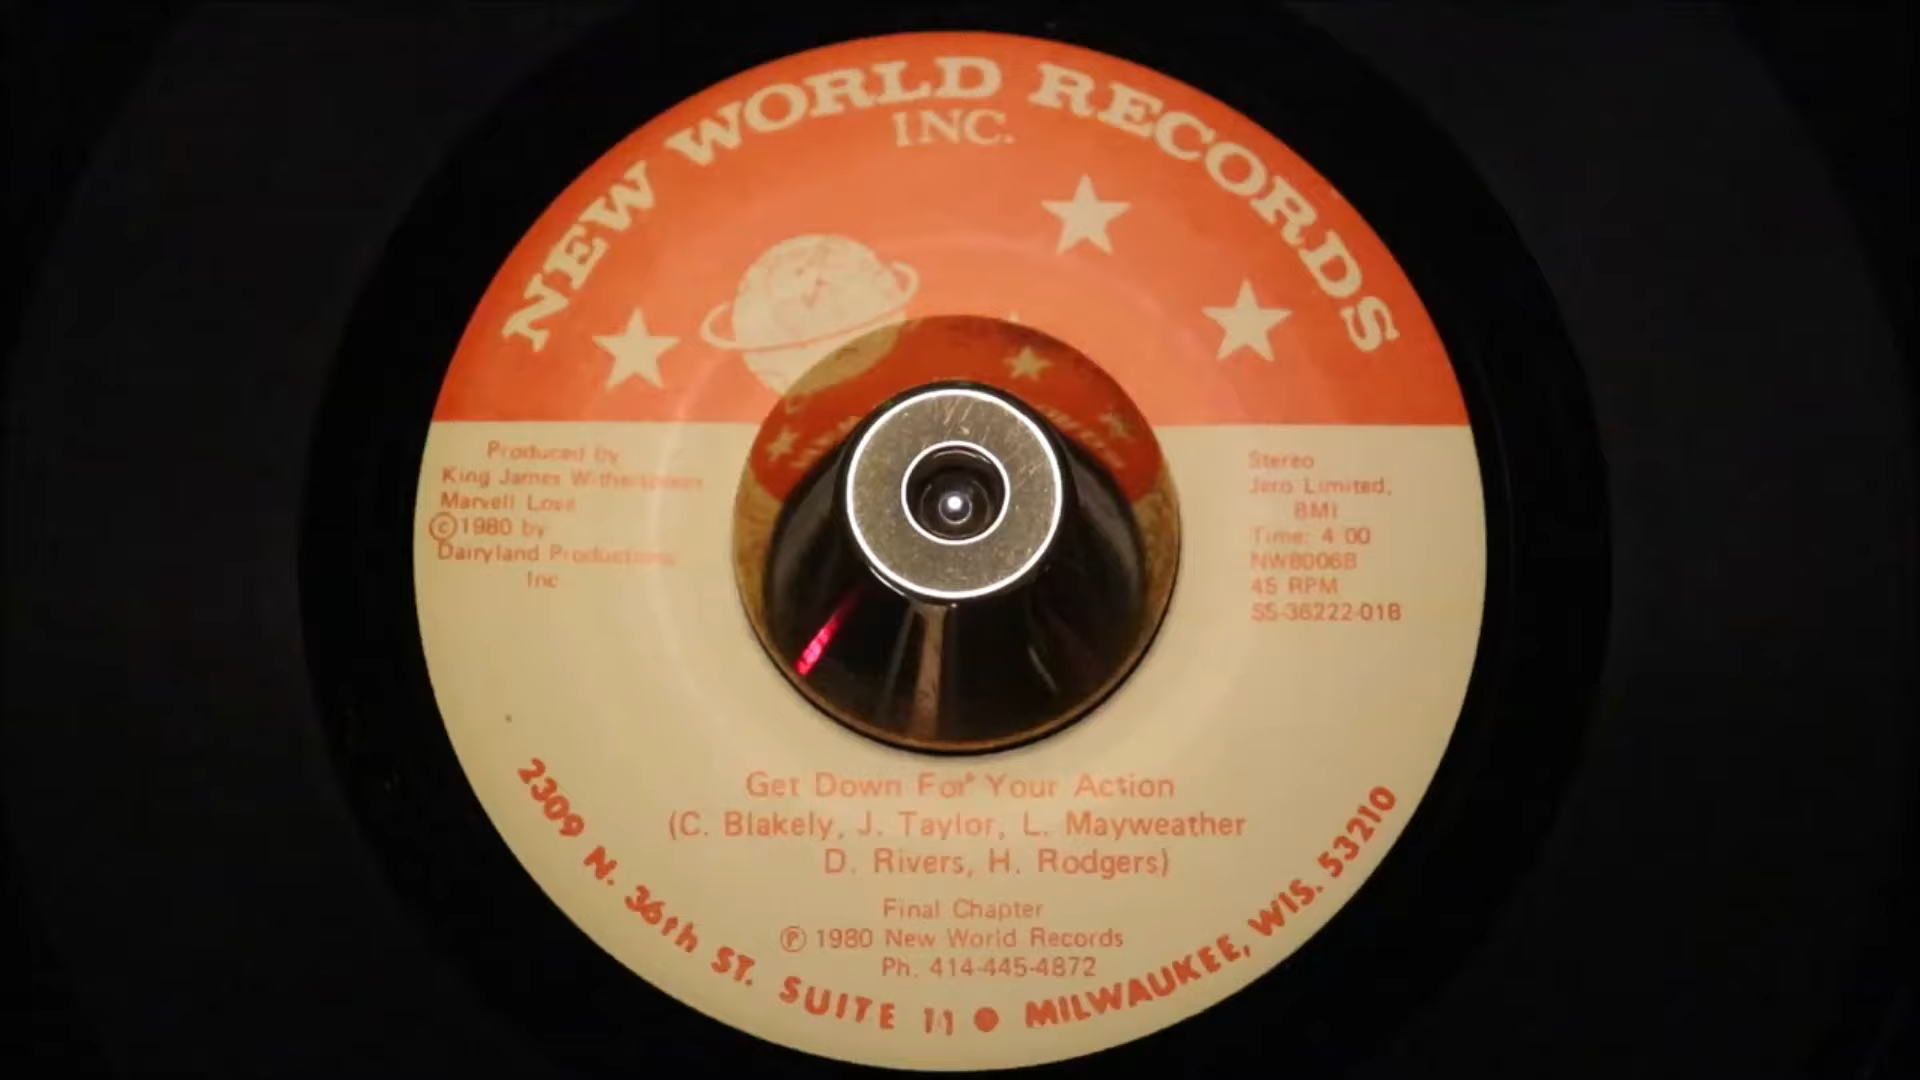 NEW WORLD RECORDS
INC.
Produced by
King James Witherspoon
Marvell Love
©1980 by
Dairyland Productions
Inc
Stereo
Jero Limited,
BMI
Time: 4:00
NW8006B
45 RPM
SS-36222-01B
Get Down For Your Action
(C. Blakely, J. Taylor, L. Mayweather
D. Rivers, H. Rodgers)
Final Chapter
℗ 1980 New World Records
Ph. 414-445-4872
2309 N. 36th ST. SUITE 11 • MILWAUKEE, WIS. 53210